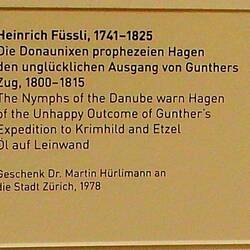 Heinrich Füssli, 1741–1825
Die Donaunixen prophezeien Hagen
den unglücklichen Ausgang von Gunthers
Zug, 1800–1815
The Nymphs of the Danube warn Hagen
of the Unhappy Outcome of Gunther's
Expedition to Krimhild and Etzel
Öl auf Leinwand
Geschenk Dr. Martin Hürlimann an
die Stadt Zürich, 1978